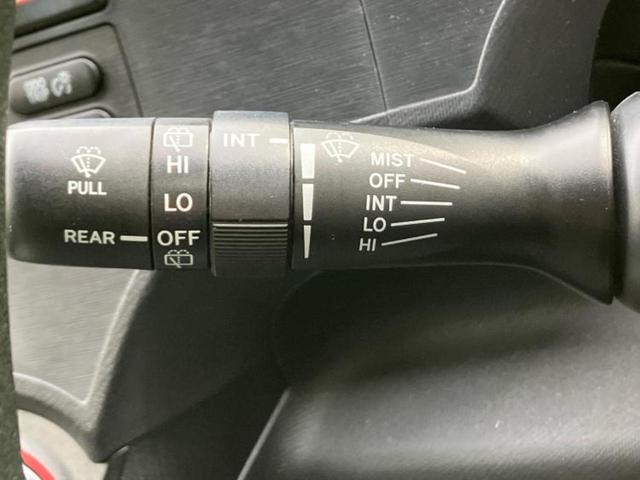 PULL
REAR
HI
LO
OFF
INT
MIST
OFF
INT
LO
HI